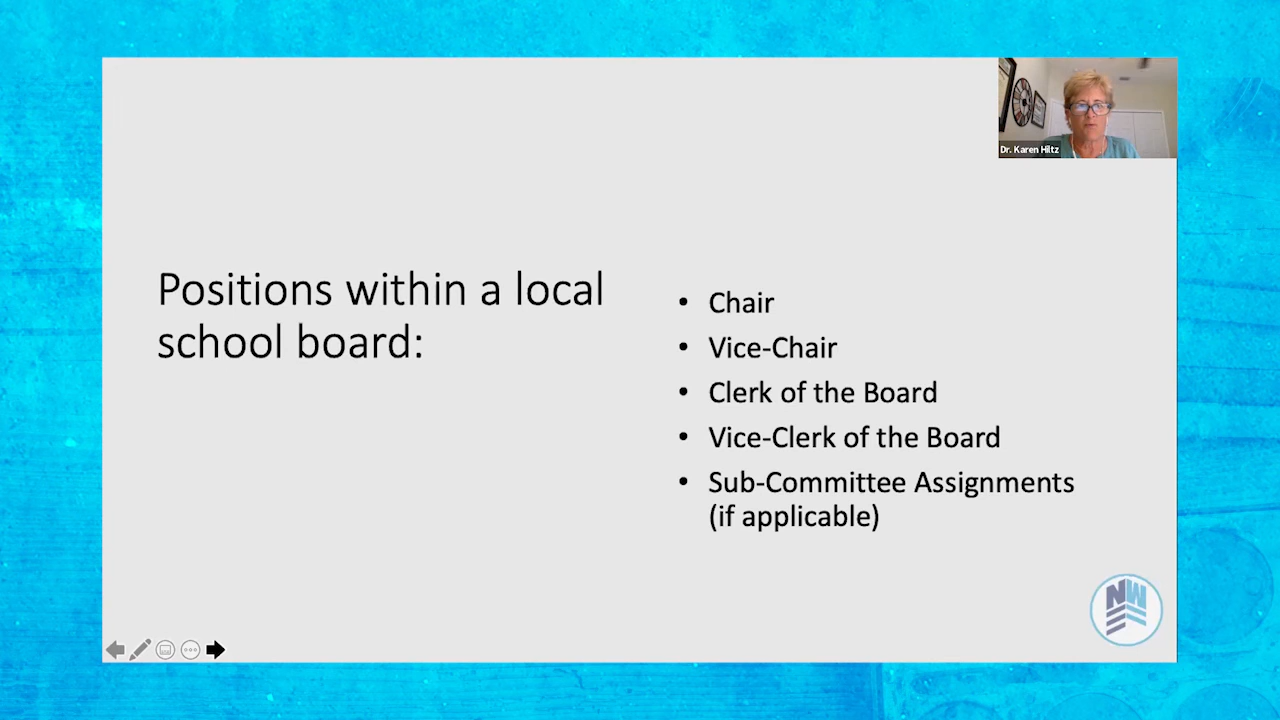 Dr. Karen Hiltz
Positions within a local
school board:
• Chair
• Vice-Chair
• Clerk of the Board
• Vice-Clerk of the Board
• Sub-Committee Assignments
(if applicable)
NW